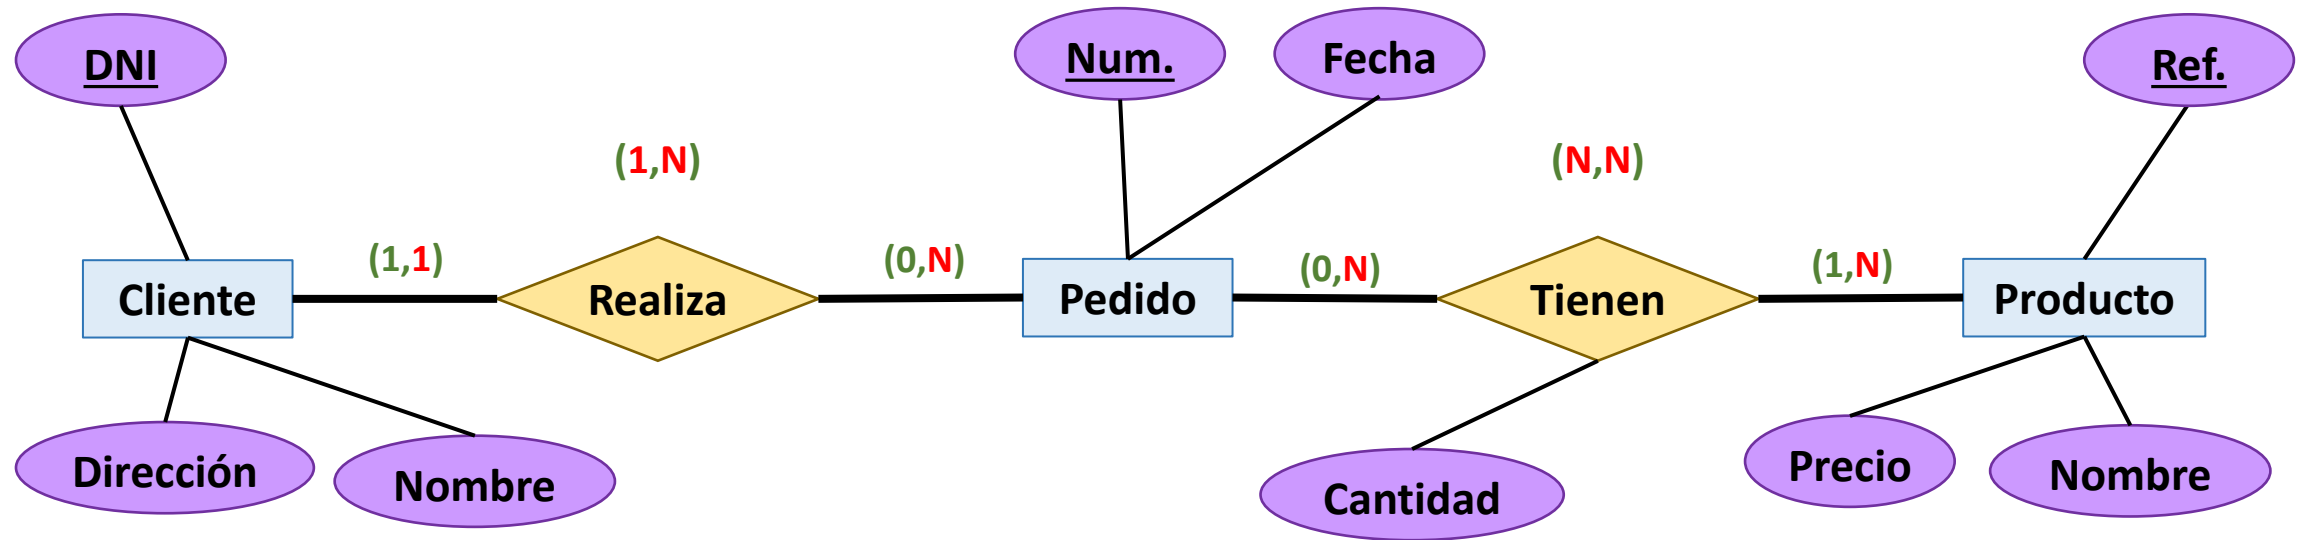 DNI
Num.
Fecha
Ref.
(1,N)
(N,N)
(1,1)
(0,N)
(0,N)
(1,N)
Cliente
Realiza
Pedido
Tienen
Producto
Dirección
Nombre
Cantidad
Precio
Nombre